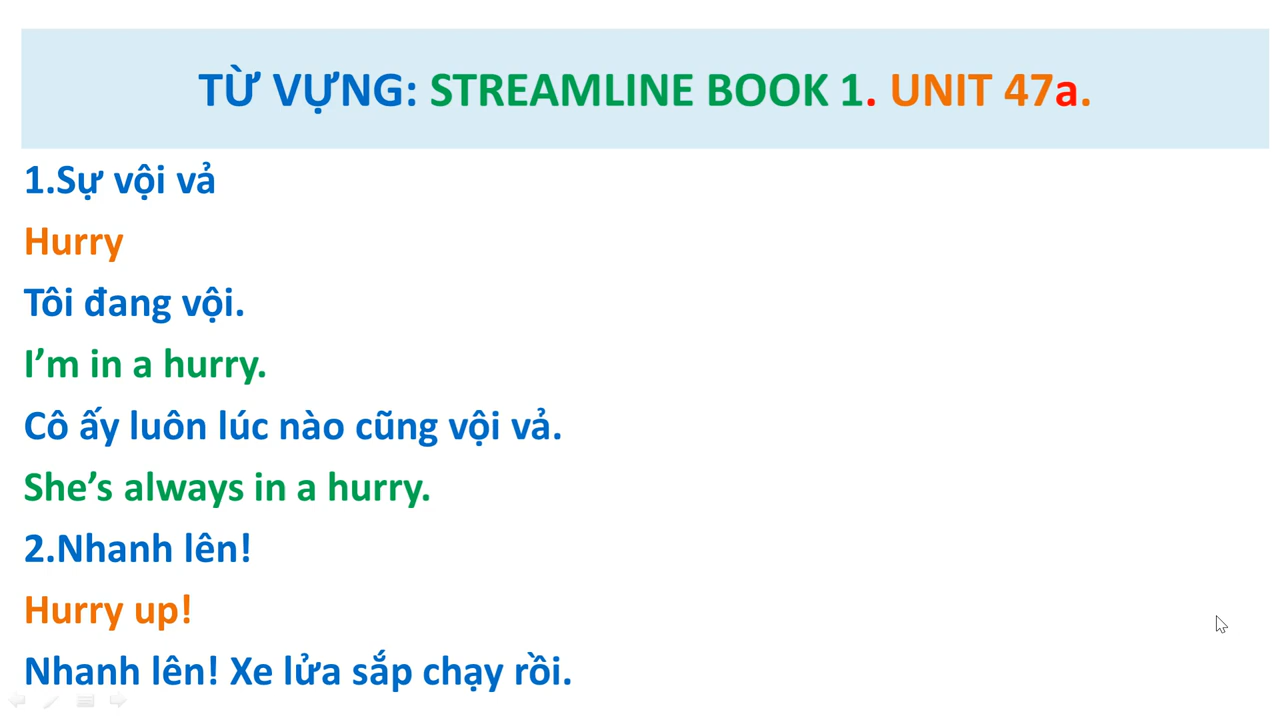 TỪ VỰNG: STREAMLINE BOOK 1. UNIT 47a.
1.Sự vội vả
Hurry
Tôi đang vội.
I’m in a hurry.
Cô ấy luôn lúc nào cũng vội vả.
She’s always in a hurry.
2.Nhanh lên!
Hurry up!
Nhanh lên! Xe lửa sắp chạy rồi.